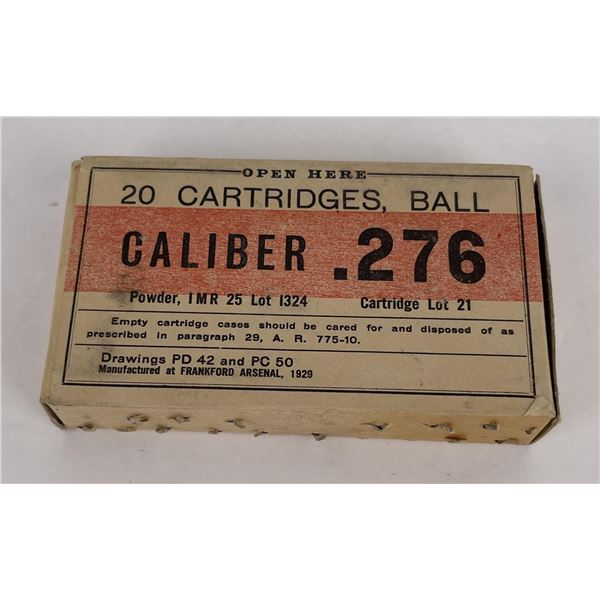 OPEN HERE
20 CARTRIDGES, BALL
CALIBER .276
Powder, IMR 25 Lot 1324 Cartridge Lot 21
Empty cartridge cases should be cared for and disposed of as
prescribed in paragraph 29, A. R. 775-10.
Drawings PD 42 and PC 50
Manufactured at FRANKFORD ARSENAL, 1929